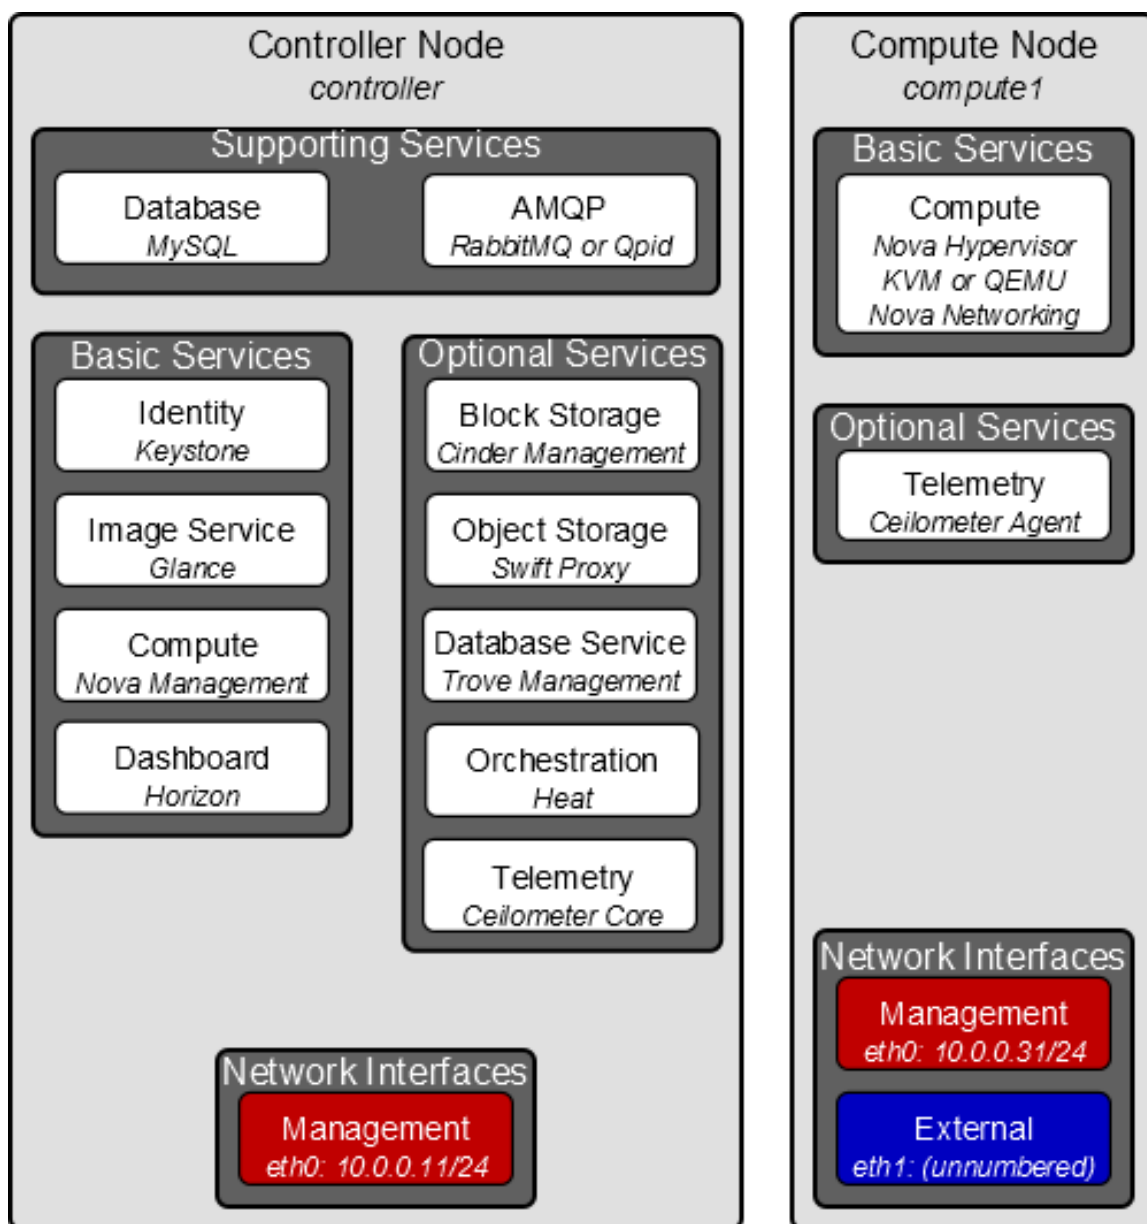 Controller Node
controller
Supporting Services
Database
MySQL
AMQP
RabbitMQ or Qpid
Basic Services
Identity
Keystone
Image Service
Glance
Compute
Nova Management
Dashboard
Horizon
Optional Services
Block Storage
Cinder Management
Object Storage
Swift Proxy
Database Service
Trove Management
Orchestration
Heat
Telemetry
Ceilometer Core
Network Interfaces
Management
eth0: 10.0.0.11/24
Compute Node
compute1
Basic Services
Compute
Nova Hypervisor
KVM or QEMU
Nova Networking
Optional Services
Telemetry
Ceilometer Agent
Network Interfaces
Management
eth0: 10.0.0.31/24
External
eth1: (unnumbered)